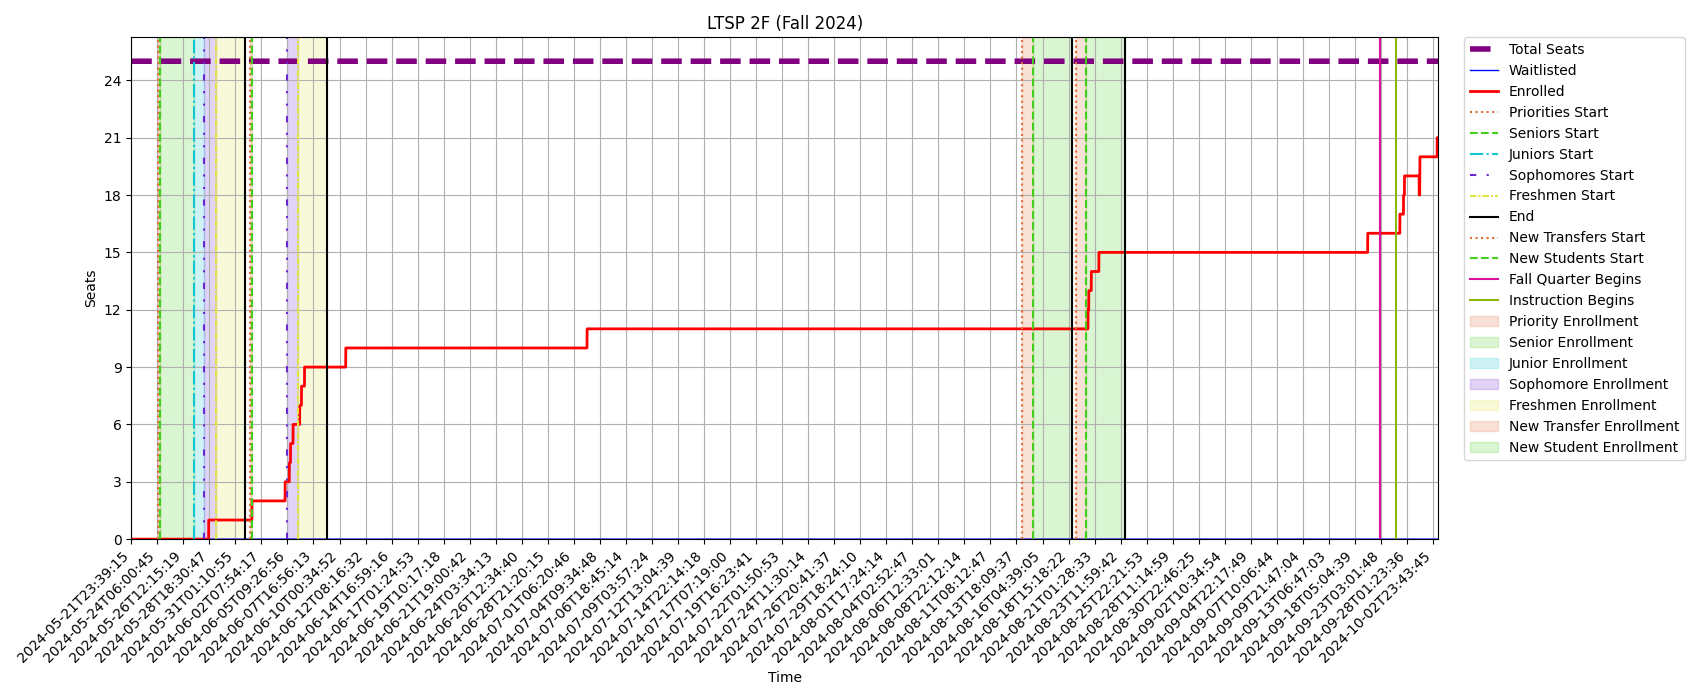 LTSP 2F (Fall 2024)
Seats
24
21
18
15
12
9
6
3
0
2024-05-21T23:39:15
2024-05-24T06:00:45
2024-05-26T12:15:19
2024-05-28T18:30:47
2024-05-31T01:10:55
2024-06-02T07:54:17
2024-06-05T09:26:56
2024-06-07T16:56:13
2024-06-10T00:34:52
2024-06-12T08:16:32
2024-06-14T16:59:16
2024-06-17T01:24:53
2024-06-19T10:17:18
2024-06-21T19:00:42
2024-06-24T03:34:13
2024-06-26T12:34:40
2024-06-28T21:20:15
2024-07-01T06:20:46
2024-07-04T09:34:48
2024-07-06T18:45:14
2024-07-09T03:57:24
2024-07-12T13:04:39
2024-07-14T22:14:18
2024-07-17T07:19:00
2024-07-19T16:23:41
2024-07-22T01:50:53
2024-07-24T11:30:14
2024-07-26T20:41:37
2024-07-29T18:24:10
2024-08-01T17:24:14
2024-08-04T02:52:47
2024-08-06T12:33:01
2024-08-08T22:12:14
2024-08-11T08:12:47
2024-08-13T18:09:37
2024-08-16T04:39:05
2024-08-18T15:18:22
2024-08-21T01:28:33
2024-08-23T11:59:42
2024-08-25T22:21:53
2024-08-28T11:14:59
2024-08-30T22:46:25
2024-09-02T10:34:54
2024-09-04T22:17:49
2024-09-07T10:06:44
2024-09-09T21:47:04
2024-09-13T06:47:03
2024-09-18T05:04:39
2024-09-23T03:01:48
2024-09-28T01:23:36
2024-10-02T23:43:45
Time
Total Seats
Waitlisted
Enrolled
Priorities Start
Seniors Start
Juniors Start
Sophomores Start
Freshmen Start
End
New Transfers Start
New Students Start
Fall Quarter Begins
Instruction Begins
Priority Enrollment
Senior Enrollment
Junior Enrollment
Sophomore Enrollment
Freshmen Enrollment
New Transfer Enrollment
New Student Enrollment